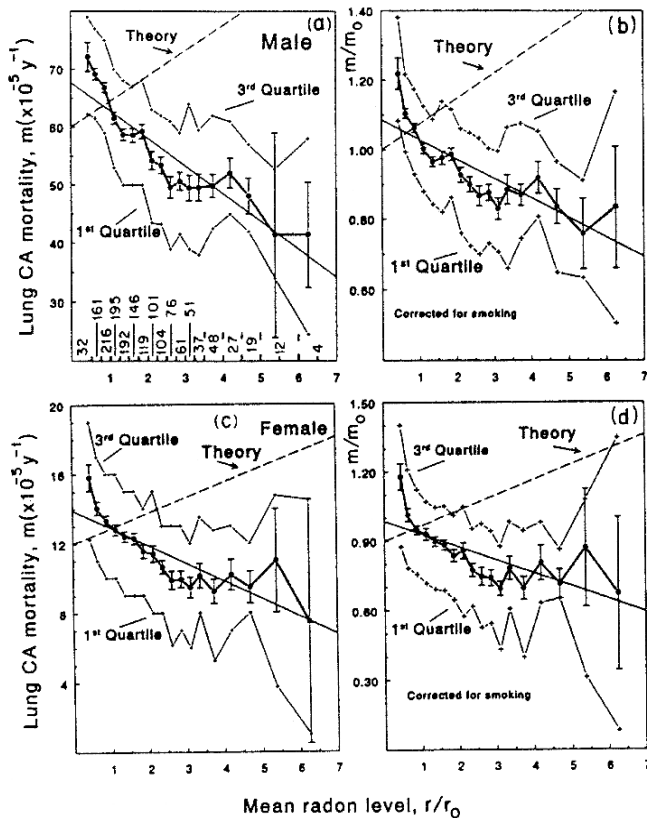 (a)
Male
Theory
3rd Quartile
1st Quartile
Lung CA mortality, m(x10-5 y-1)
70
60
50
40
30
32 161 216 195 192 146 119 101 104 76 61 51 37 48 27 19 12 4
1 2 3 4 5 6 7
(b)
Theory
3rd Quartile
1st Quartile
m/mo
1.40
1.20
1.00
0.80
0.60
Corrected for smoking
1 2 3 4 5 6 7
(c)
Female
Theory
3rd Quartile
1st Quartile
Lung CA mortality, m(x10-5 y-1)
20
16
12
8
4
1 2 3 4 5 6 7
(d)
Theory
3rd Quartile
1st Quartile
m/mo
1.50
1.20
0.90
0.60
0.30
Corrected for smoking
1 2 3 4 5 6 7
Mean radon level, r/ro